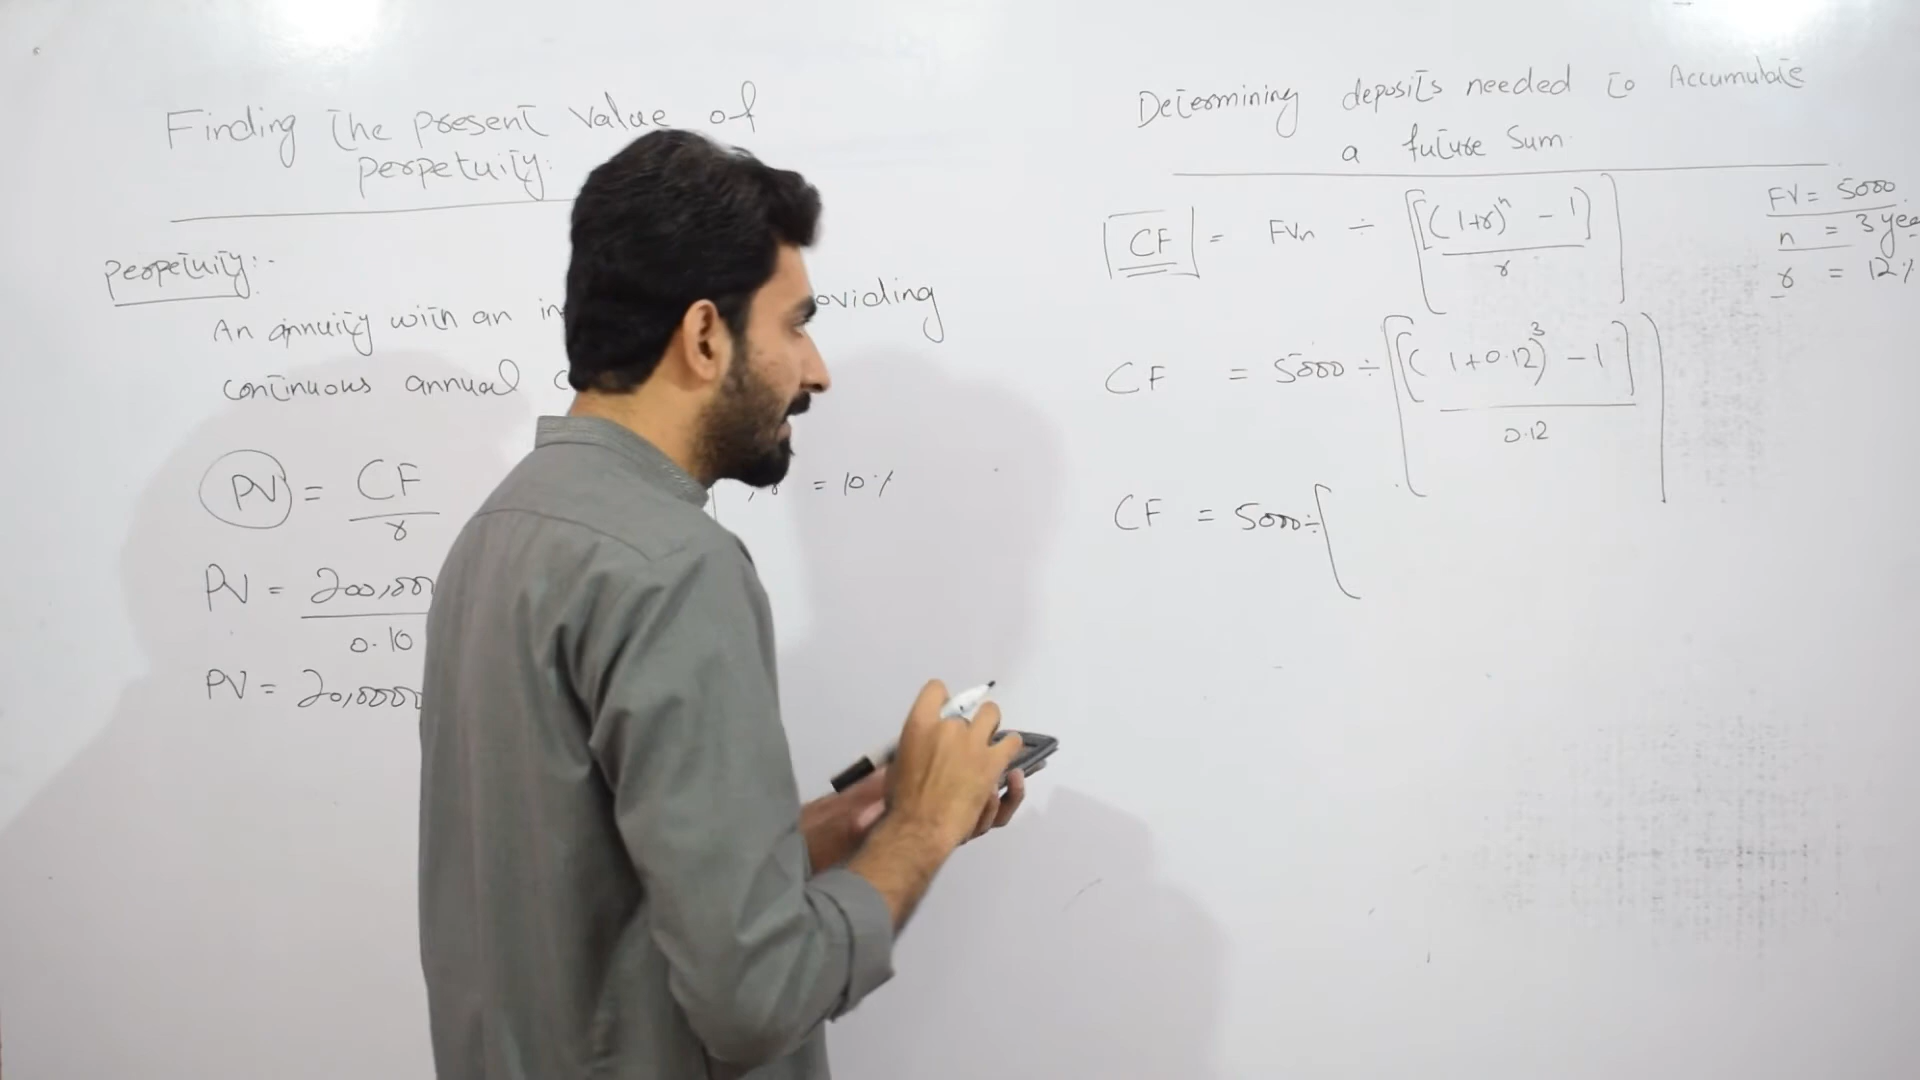 Finding The present Value of
perpetuity:
perpetuity:-
An annuity with an in oviding
continuous annual
PV = CF / r
r = 10%
PV = 200,00 / 0.10
PV = 20,0000
Determining deposits needed to Accumulate
a future Sum.
CF = FVn ÷ [[(1+r)^n - 1] / r]
FV = 5000
n = 3 yea
r = 12%
CF = 5000 ÷ [[(1+0.12)^3 - 1] / 0.12]
CF = 5000 ÷ [